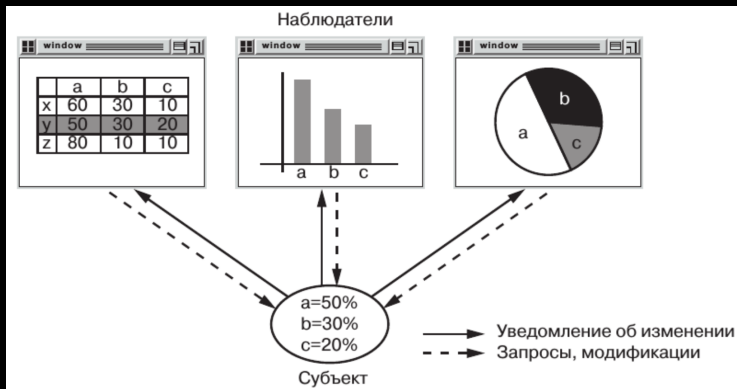 Наблюдатели
window
window
window
a b c
x 60 30 10
y 50 30 20
z 80 10 10
a b c
a
b
c
a=50%
b=30%
c=20%
Субъект
Уведомление об изменении
Запросы, модификации